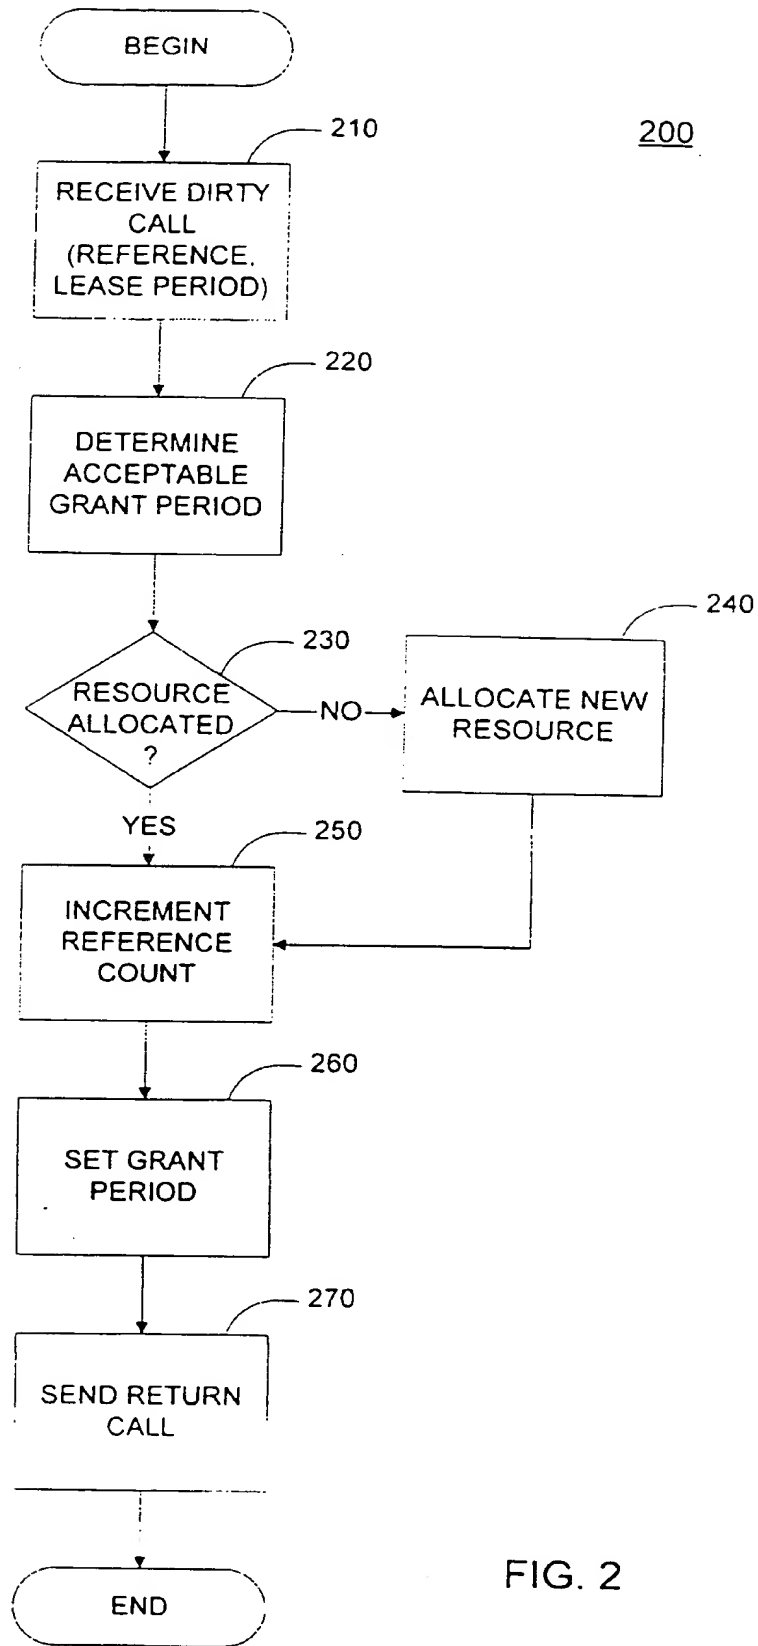 BEGIN
210
200
RECEIVE DIRTY
CALL
(REFERENCE,
LEASE PERIOD)
220
DETERMINE
ACCEPTABLE
GRANT PERIOD
230
240
RESOURCE
ALLOCATED
?
NO
ALLOCATE NEW
RESOURCE
YES
250
INCREMENT
REFERENCE
COUNT
260
SET GRANT
PERIOD
270
SEND RETURN
CALL
END
FIG. 2